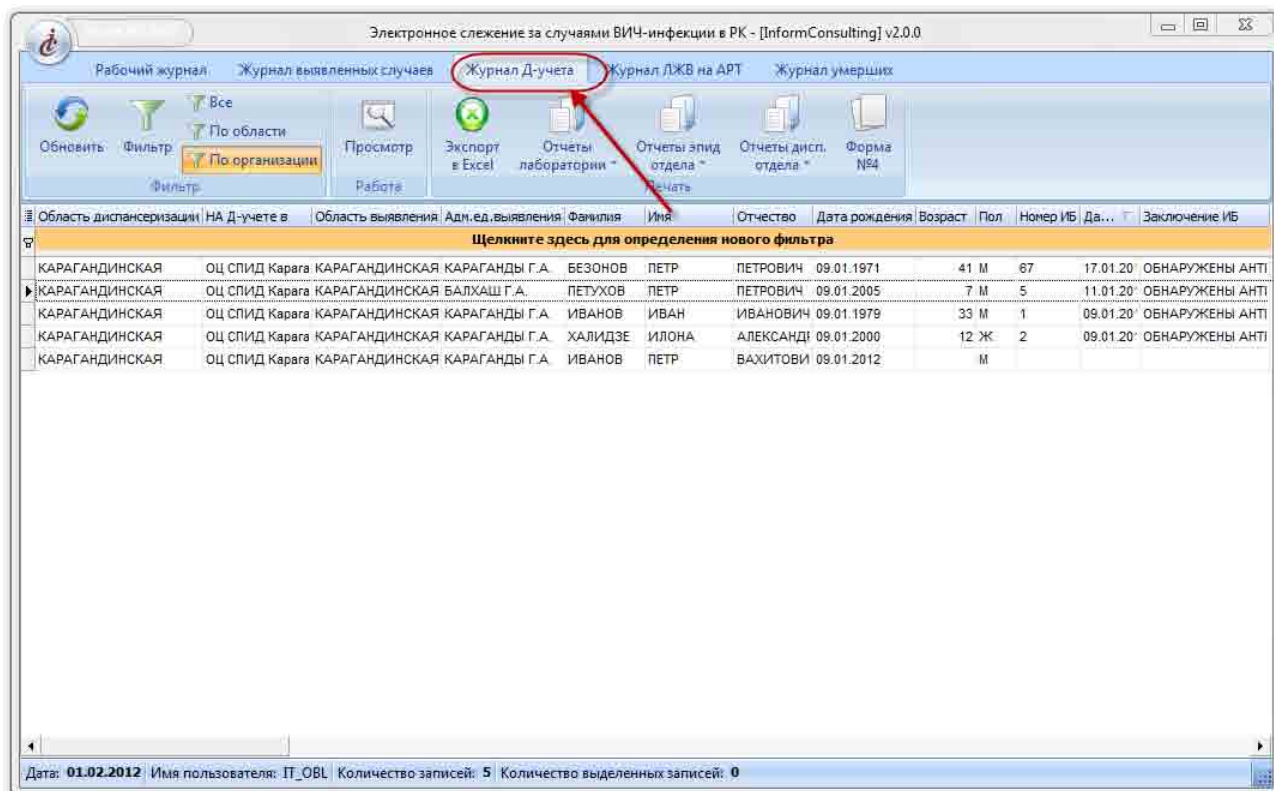 Электронное слежение за случаями ВИЧ-инфекции в РК - [InformConsulting] v2.0.0
Рабочий журнал Журнал выявленных случаев Журнал Д-учета Журнал ЛЖВ на АРТ Журнал умерших
Обновить Фильтр Все По области По организации Просмотр Экспорт в Excel Отчеты лаборатории Отчеты эпид отдела Отчеты дисп. отдела Форма №4
Фильтр Работа Печать
Область диспансеризации НА Д-учете в Область выявления Адм.ед.выявления Фамилия Имя Отчество Дата рождения Возраст Пол Номер ИБ Да... Заключение ИБ
Щелкните здесь для определения нового фильтра
КАРАГАНДИНСКАЯ ОЦ СПИД Карага КАРАГАНДИНСКАЯ КАРАГАНДЫ Г.А. БЕЗОНОВ ПЕТР ПЕТРОВИЧ 09.01.1971 41 М 67 17.01.20 ОБНАРУЖЕНЫ АНТ
КАРАГАНДИНСКАЯ ОЦ СПИД Карага КАРАГАНДИНСКАЯ БАЛХАШ Г.А. ПЕТУХОВ ПЕТР ПЕТРОВИЧ 09.01.2005 7 М 5 11.01.20 ОБНАРУЖЕНЫ АНТ
КАРАГАНДИНСКАЯ ОЦ СПИД Карага КАРАГАНДИНСКАЯ КАРАГАНДЫ Г.А. ИВАНОВ ИВАН ИВАНОВИЧ 09.01.1979 33 М 1 09.01.20 ОБНАРУЖЕНЫ АНТ
КАРАГАНДИНСКАЯ ОЦ СПИД Карага КАРАГАНДИНСКАЯ КАРАГАНДЫ Г.А. ХАЛИДЗЕ ИЛОНА АЛЕКСАНД 09.01.2000 12 Ж 2 09.01.20 ОБНАРУЖЕНЫ АНТ
КАРАГАНДИНСКАЯ ОЦ СПИД Карага КАРАГАНДИНСКАЯ КАРАГАНДЫ Г.А. ИВАНОВ ПЕТР ВАХИТОВИ 09.01.2012 М
Дата: 01.02.2012 Имя пользователя: IT_OBL Количество записей: 5 Количество выделенных записей: 0